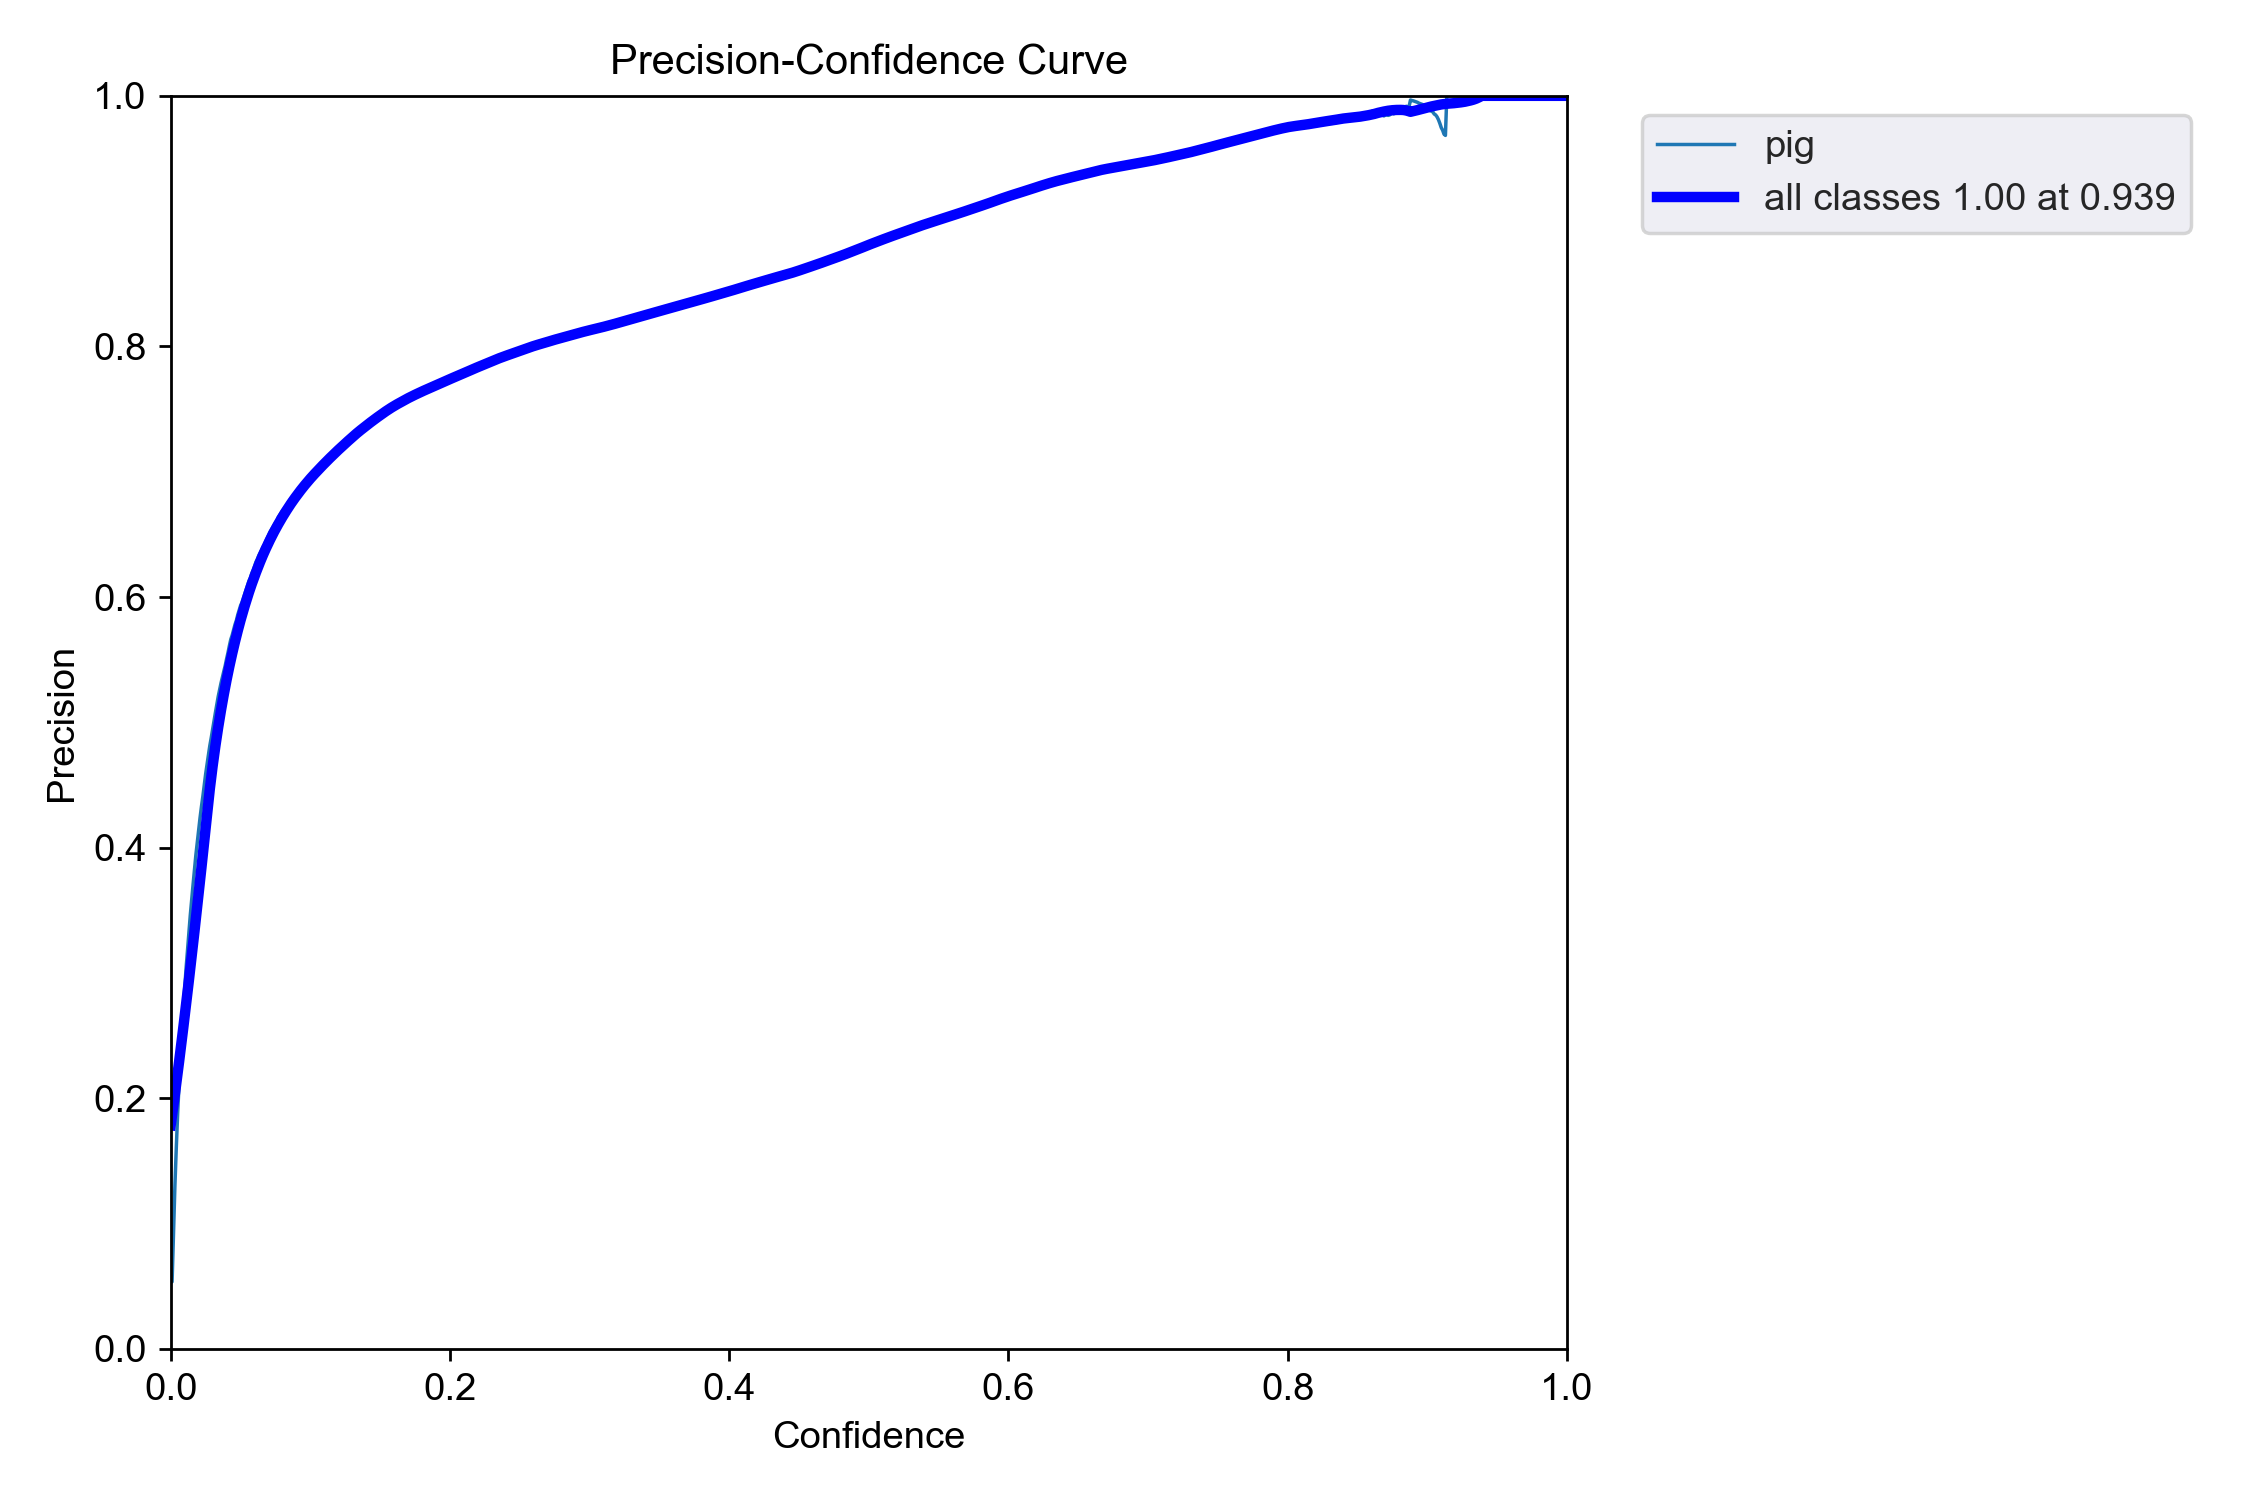 Precision-Confidence Curve
1.0
0.8
0.6
0.4
0.2
0.0
Precision
0.0 0.2 0.4 0.6 0.8 1.0
Confidence
pig
all classes 1.00 at 0.939